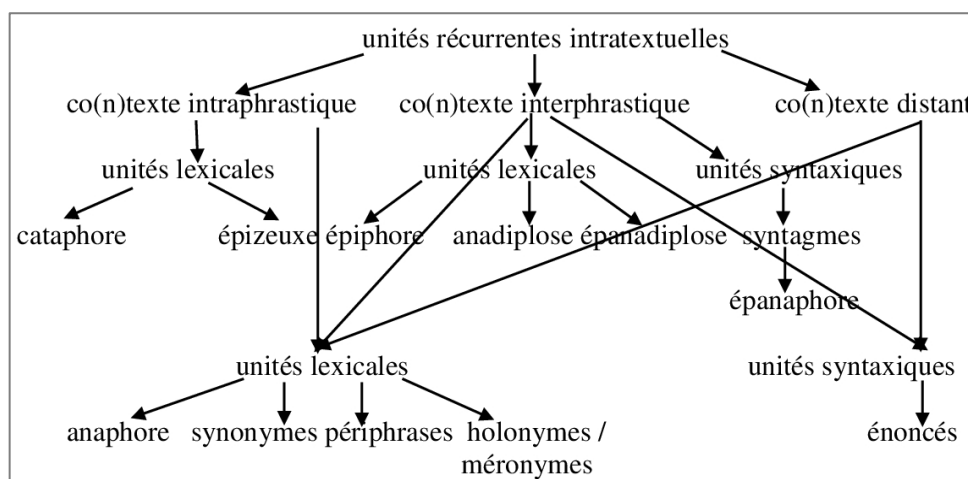 unités récurrentes intratextuelles
co(n)texte intraphrastique co(n)texte interphrastique co(n)texte distant
unités lexicales unités lexicales unités syntaxiques
cataphore épizeuxe épiphore anadiplose épanadiplose syntagmes
épanaphore
unités lexicales unités syntaxiques
anaphore synonymes périphrases holonymes / énoncés
méronymes